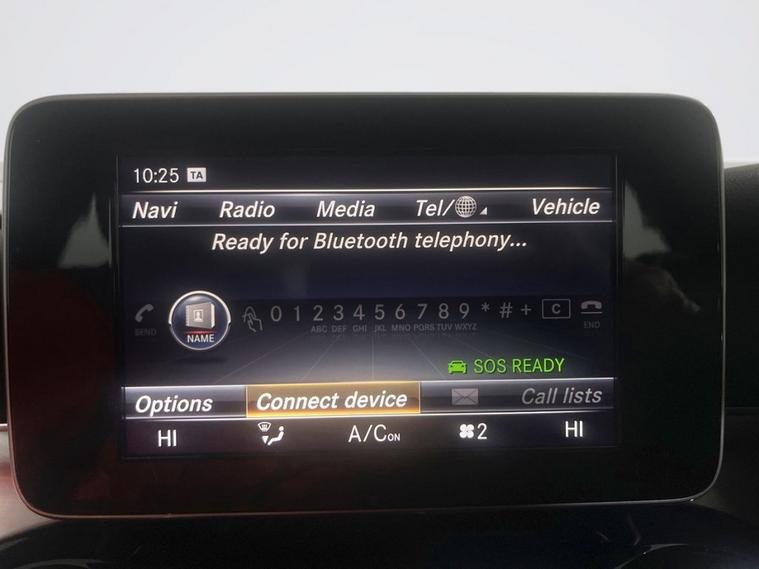 10:25 TA
Navi Radio Media Tel/ Vehicle
Ready for Bluetooth telephony...
SEND NAME 0 1 2 3 4 5 6 7 8 9 * # + C END
ABC DEF GHI JKL MNO PQRS TUV WXYZ
SOS READY
Options Connect device Call lists
HI A/C ON 2 HI